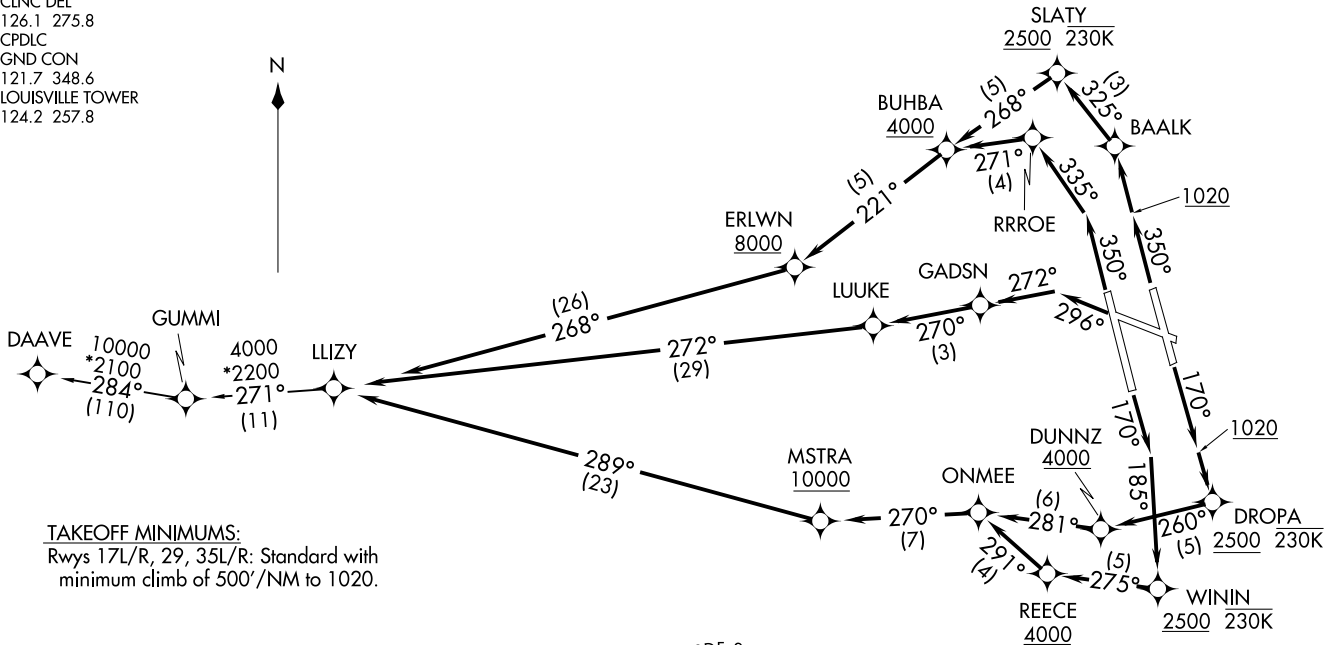 CLNC DEL
126.1 275.8
CPDLC
GND CON
121.7 348.6
LOUISVILLE TOWER
124.2 257.8
N
SLATY
2500 230K
(3)
325°
BAALK
(5)
268°
BUHBA
4000
271°
(4)
RRROE
335°
350°
350°
1020
(5)
221°
ERLWN
8000
GADSN
272°
296°
LUUKE
270°
(3)
(26)
268°
272°
(29)
DAAVE
GUMMI
10000
*2100
284°
(110)
4000
*2200
271°
(11)
LLIZY
289°
(23)
MSTRA
10000
270°
(7)
ONMEE
DUNNZ
4000
(6)
281°
170°
170°
185°
1020
260°
(5)
DROPA
2500 230K
291°
(4)
(5)
275°
REECE
4000
WININ
2500 230K
TAKEOFF MINIMUMS:
Rwys 17L/R, 29, 35L/R: Standard with
minimum climb of 500'/NM to 1020.